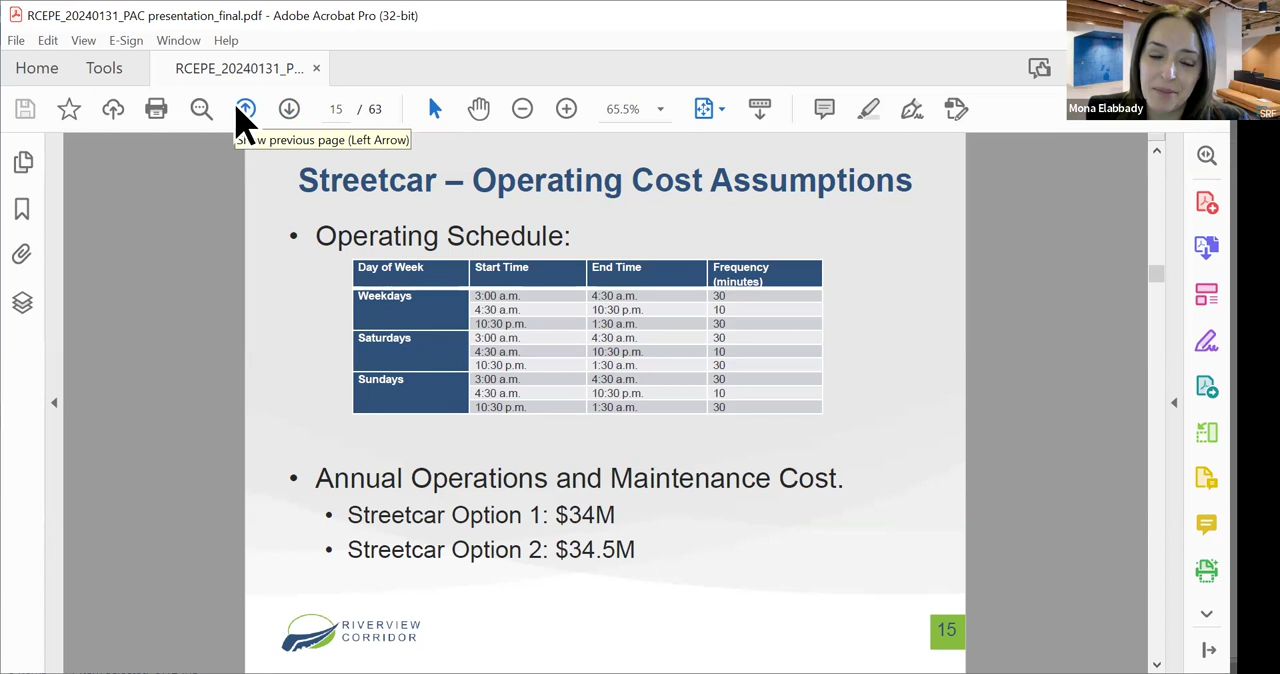 RCEPE_20240131_PAC presentation_final.pdf - Adobe Acrobat Pro (32-bit)
File Edit View E-Sign Window Help
Home Tools RCEPE_20240131_P... ×
15 / 63 65.5%
Show previous page (Left Arrow)
Mona Elabbady
SRF
Streetcar – Operating Cost Assumptions
• Operating Schedule:
Day of Week Start Time End Time Frequency (minutes)
Weekdays 3:00 a.m. 4:30 a.m. 30
4:30 a.m. 10:30 p.m. 10
10:30 p.m. 1:30 a.m. 30
Saturdays 3:00 a.m. 4:30 a.m. 30
4:30 a.m. 10:30 p.m. 10
10:30 p.m. 1:30 a.m. 30
Sundays 3:00 a.m. 4:30 a.m. 30
4:30 a.m. 10:30 p.m. 10
10:30 p.m. 1:30 a.m. 30
• Annual Operations and Maintenance Cost.
• Streetcar Option 1: $34M
• Streetcar Option 2: $34.5M
RIVERVIEW
CORRIDOR
15